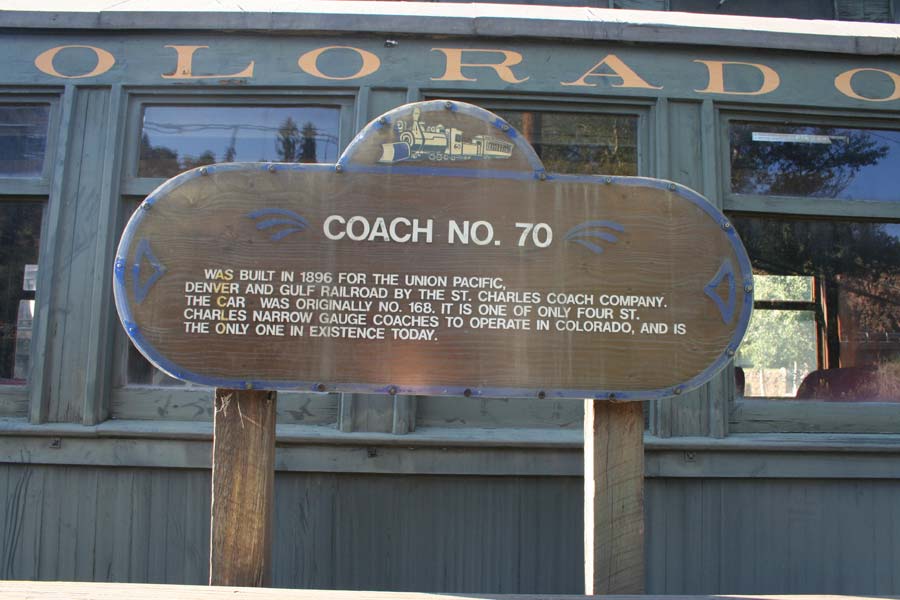 OLORADO
COACH NO. 70
WAS BUILT IN 1896 FOR THE UNION PACIFIC,
DENVER AND GULF RAILROAD BY THE ST. CHARLES COACH COMPANY.
THE CAR WAS ORIGINALLY NO. 168. IT IS ONE OF ONLY FOUR ST.
CHARLES NARROW GAUGE COACHES TO OPERATE IN COLORADO, AND IS
THE ONLY ONE IN EXISTENCE TODAY.